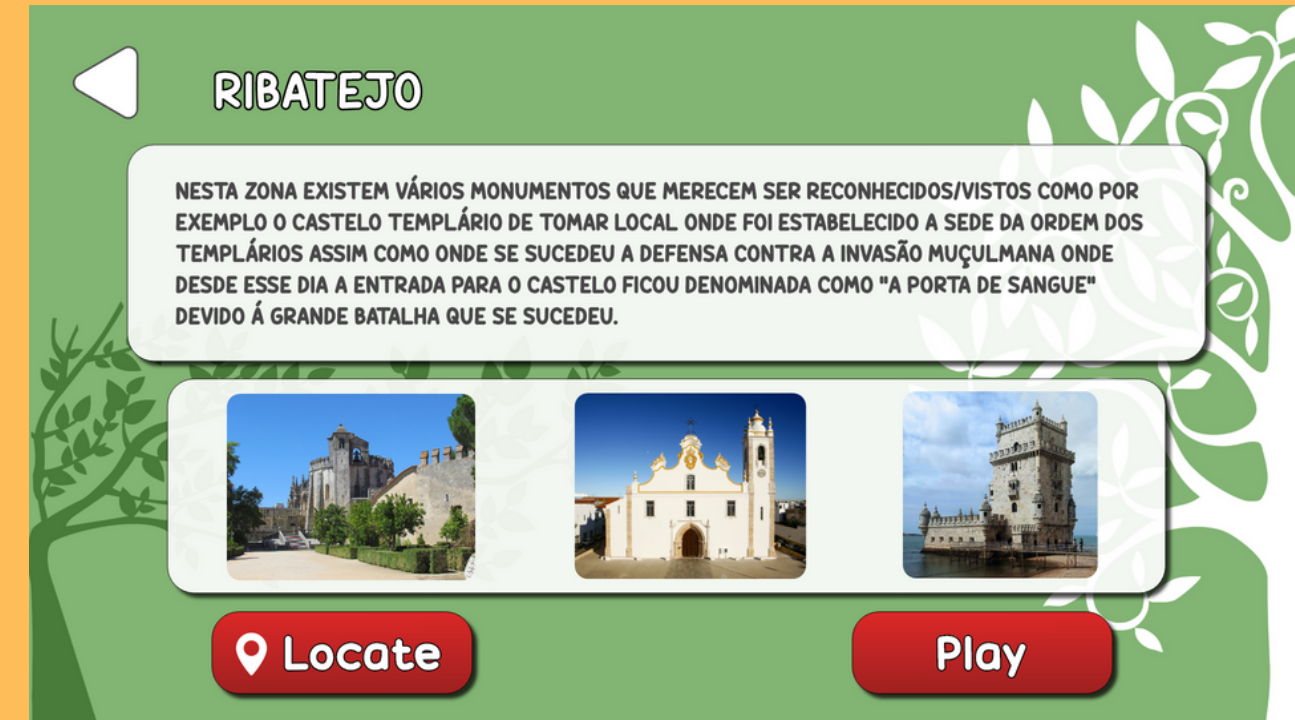 RIBATEJO
NESTA ZONA EXISTEM VÁRIOS MONUMENTOS QUE MERECEM SER RECONHECIDOS/VISTOS COMO POR
EXEMPLO O CASTELO TEMPLÁRIO DE TOMAR LOCAL ONDE FOI ESTABELECIDO A SEDE DA ORDEM DOS
TEMPLÁRIOS ASSIM COMO ONDE SE SUCEDEU A DEFENSA CONTRA A INVASÃO MUÇULMANA ONDE
DESDE ESSE DIA A ENTRADA PARA O CASTELO FICOU DENOMINADA COMO "A PORTA DE SANGUE"
DEVIDO Á GRANDE BATALHA QUE SE SUCEDEU.
Locate
Play